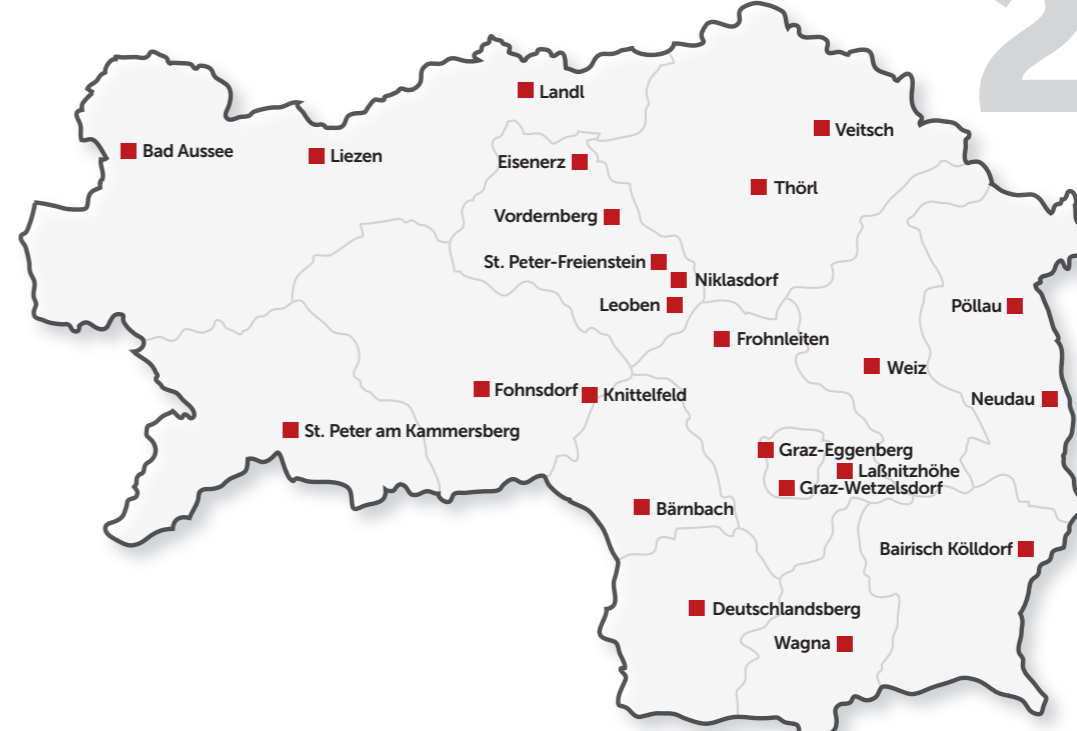 2
Landl
Veitsch
Bad Aussee
Liezen
Eisenerz
Thörl
Vordernberg
St. Peter-Freienstein
Niklasdorf
Leoben
Pöllau
Frohnleiten
Weiz
Fohnsdorf
Knittelfeld
Neudau
St. Peter am Kammersberg
Graz-Eggenberg
Laßnitzhöhe
Graz-Wetzelsdorf
Bärnbach
Bairisch Kölldorf
Deutschlandsberg
Wagna